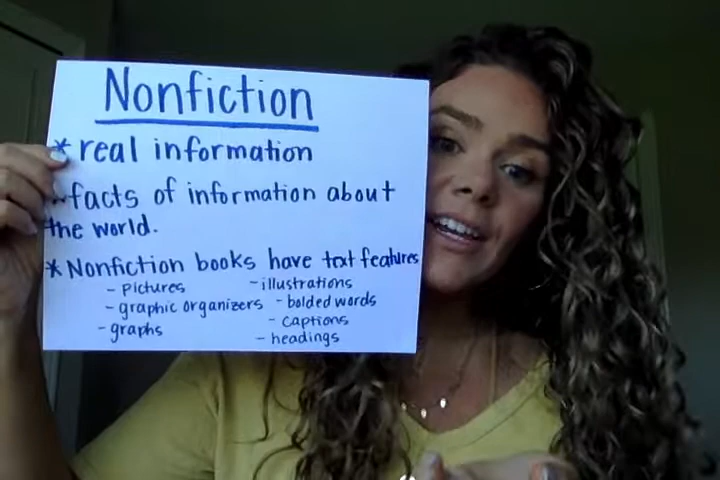 Nonfiction
*real information
facts of information about
the world.
*Nonfiction books have text features
- pictures
- illustrations
- graphic organizers
- bolded words
- graphs
- captions
- headings